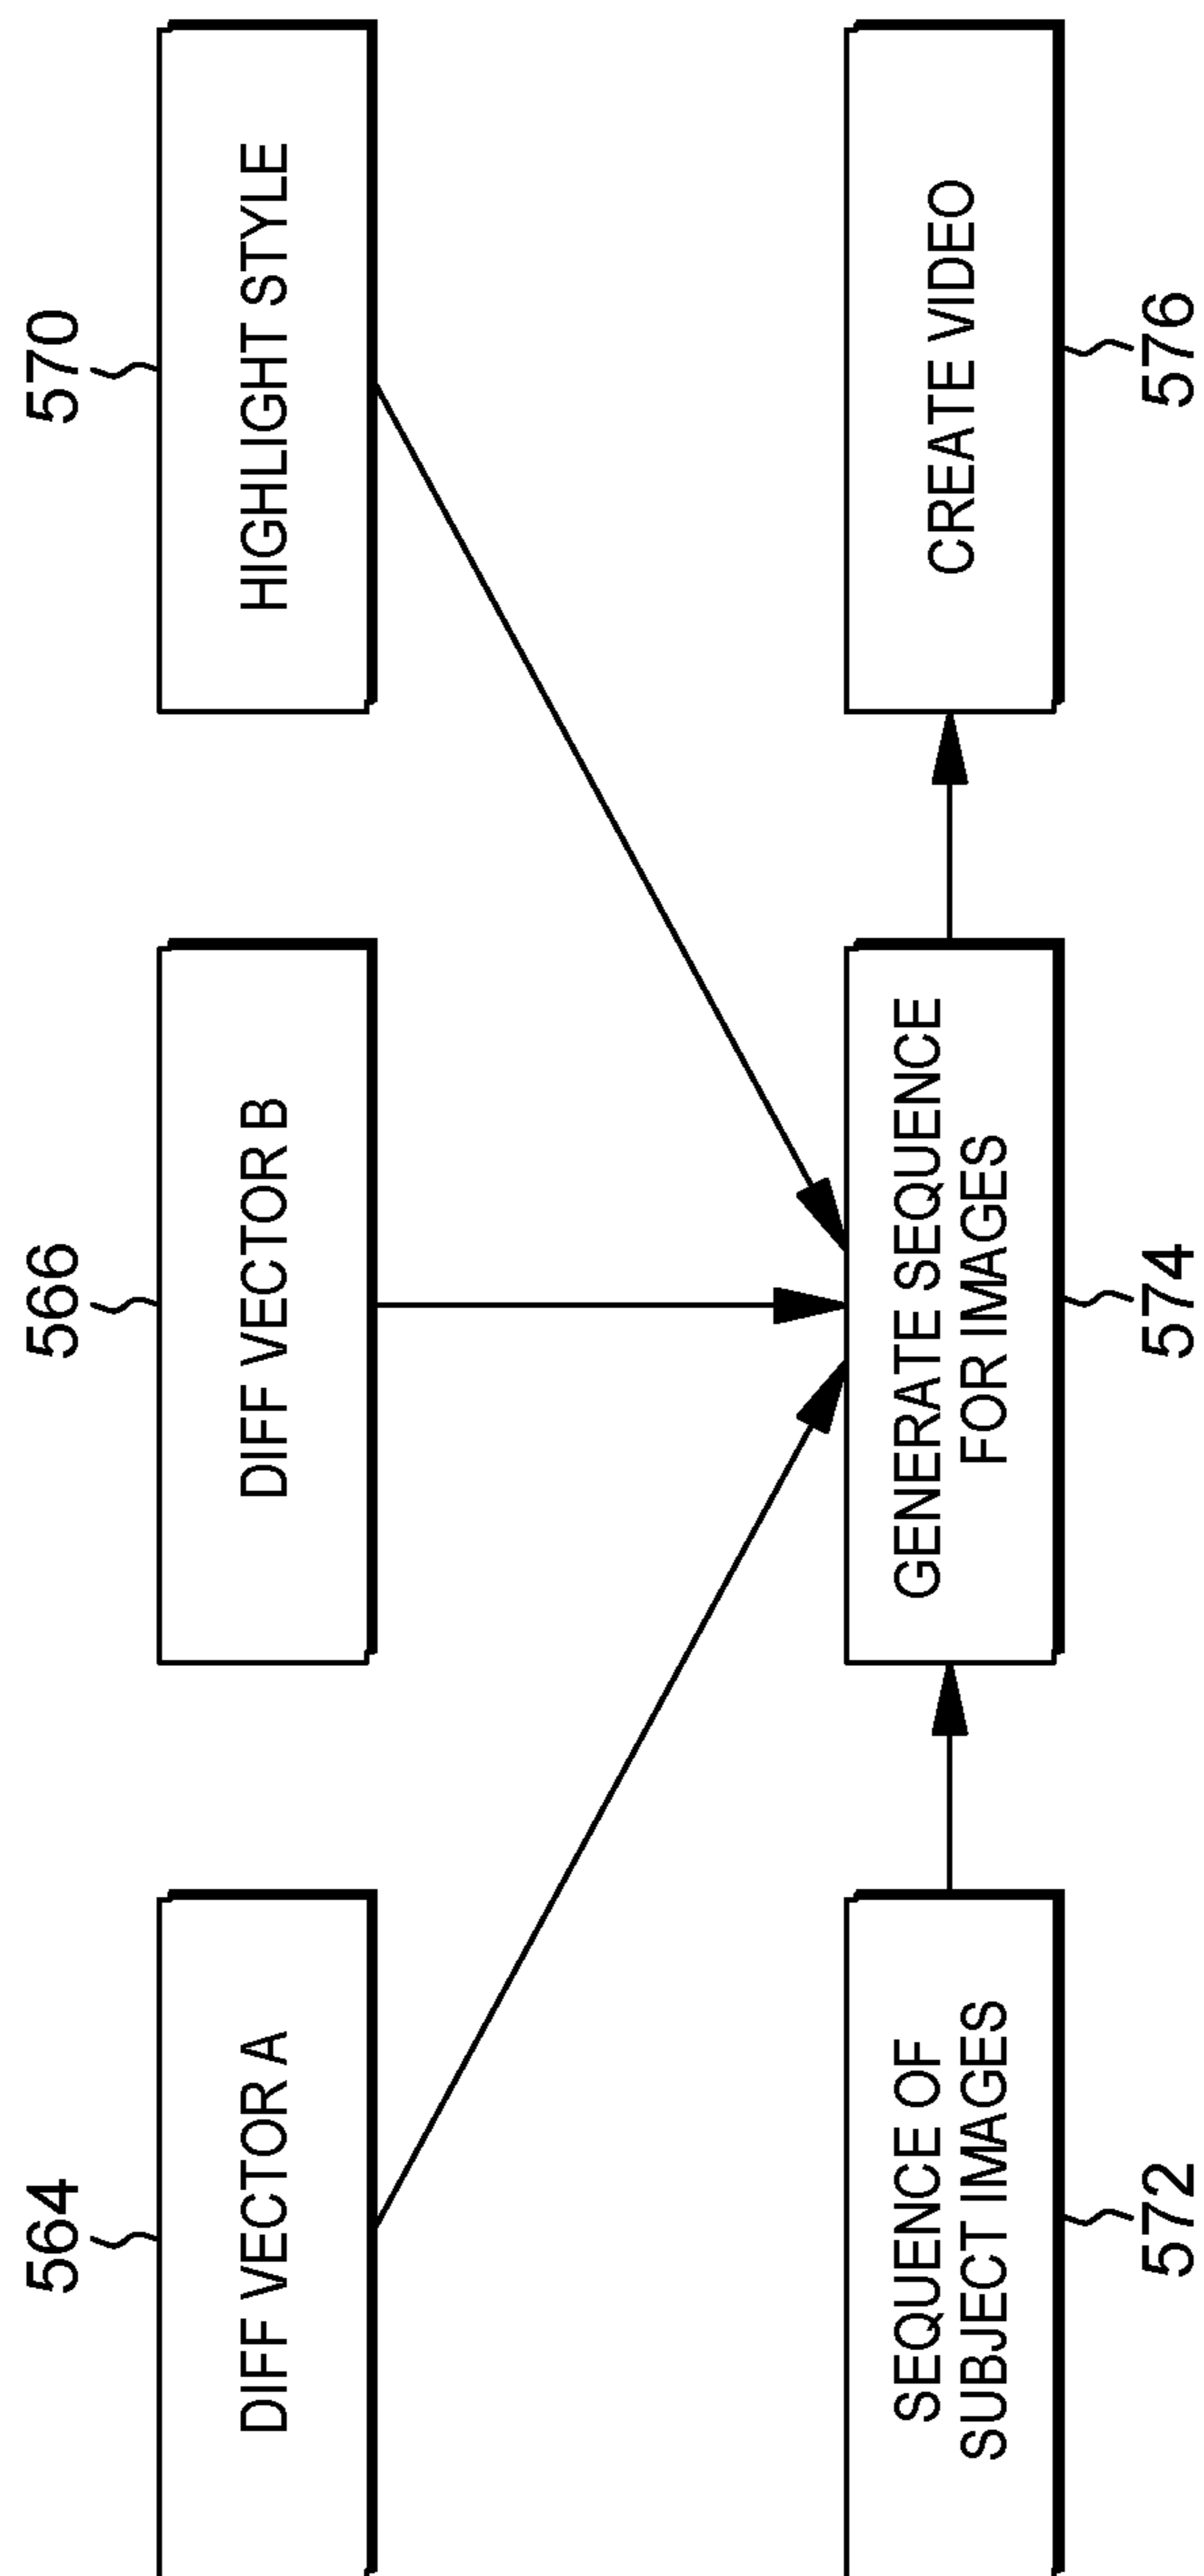 564
566
570
DIFF VECTOR A
DIFF VECTOR B
HIGHLIGHT STYLE
SEQUENCE OF
SUBJECT IMAGES
GENERATE SEQUENCE
FOR IMAGES
CREATE VIDEO
572
574
576